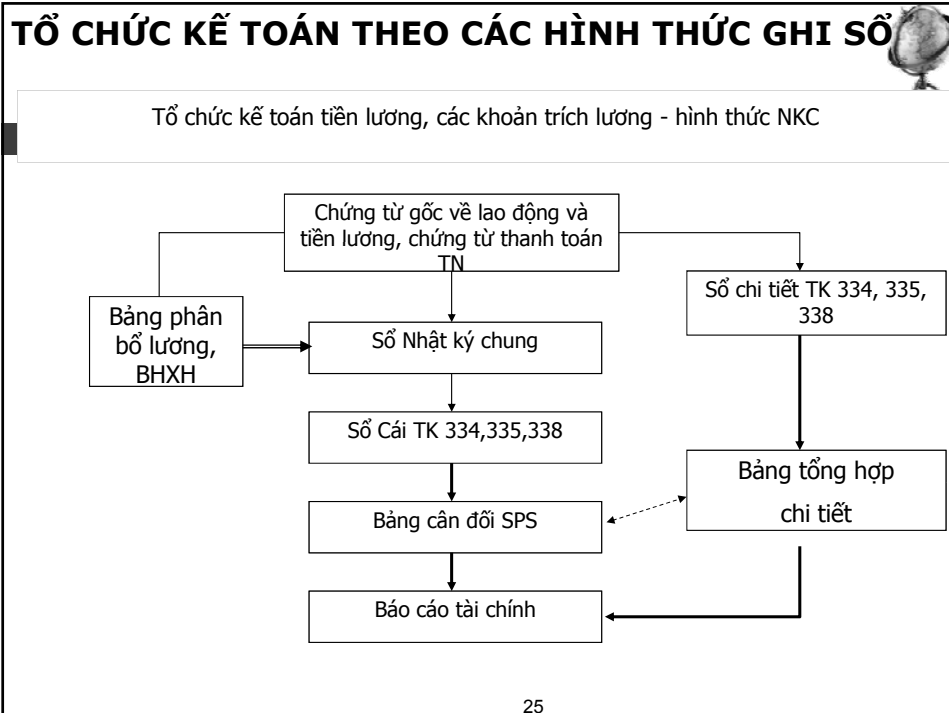 TỔ CHỨC KẾ TOÁN THEO CÁC HÌNH THỨC GHI SỔ
Tổ chức kế toán tiền lương, các khoản trích lương - hình thức NKC
Chứng từ gốc về lao động và
tiền lương, chứng từ thanh toán
TN
Sổ chi tiết TK 334, 335,
338
Bảng phân
bổ lương,
BHXH
Sổ Nhật ký chung
Sổ Cái TK 334,335,338
Bảng tổng hợp
chi tiết
Bảng cân đối SPS
Báo cáo tài chính
25